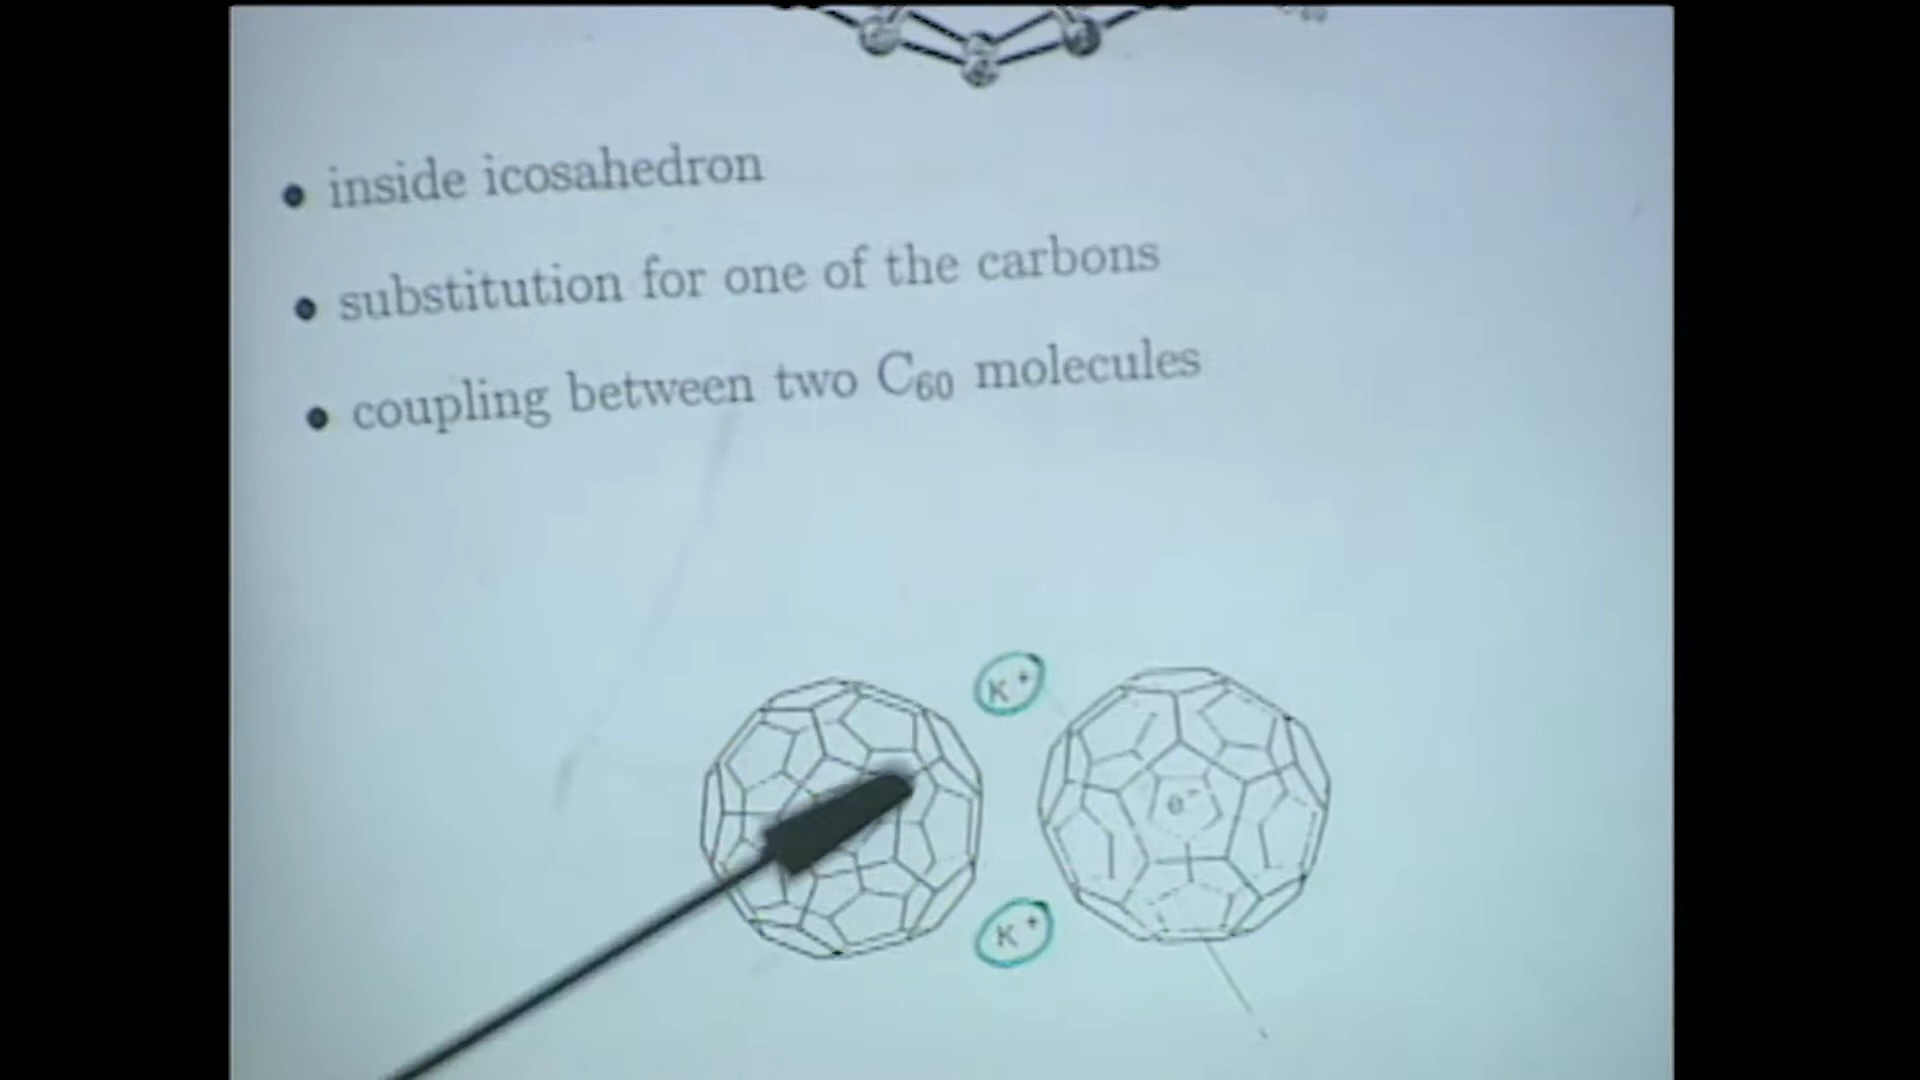 • inside icosahedron
• substitution for one of the carbons
• coupling between two C₆₀ molecules
K⁺
e⁻
K⁺